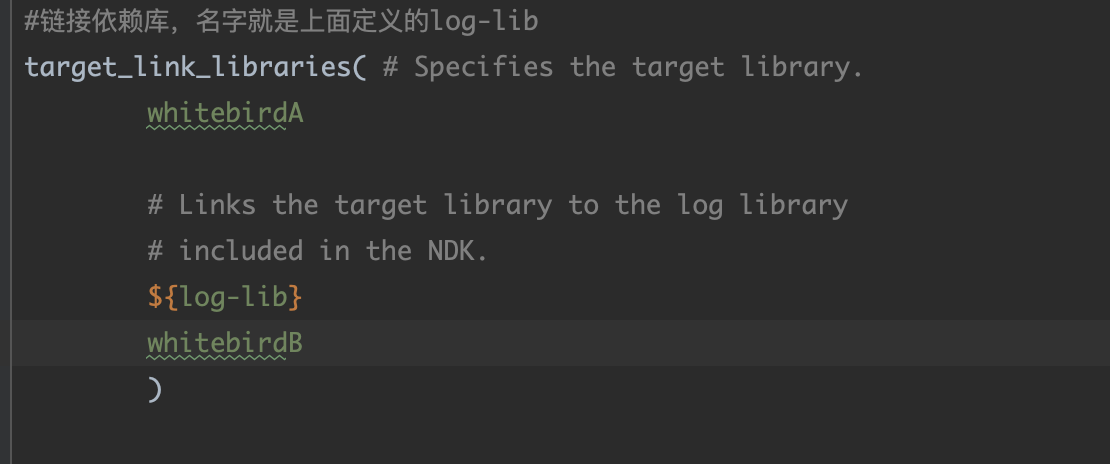 #链接依赖库，名字就是上面定义的log-lib
target_link_libraries( # Specifies the target library.
whitebirdA
# Links the target library to the log library
# included in the NDK.
${log-lib}
whitebirdB
)